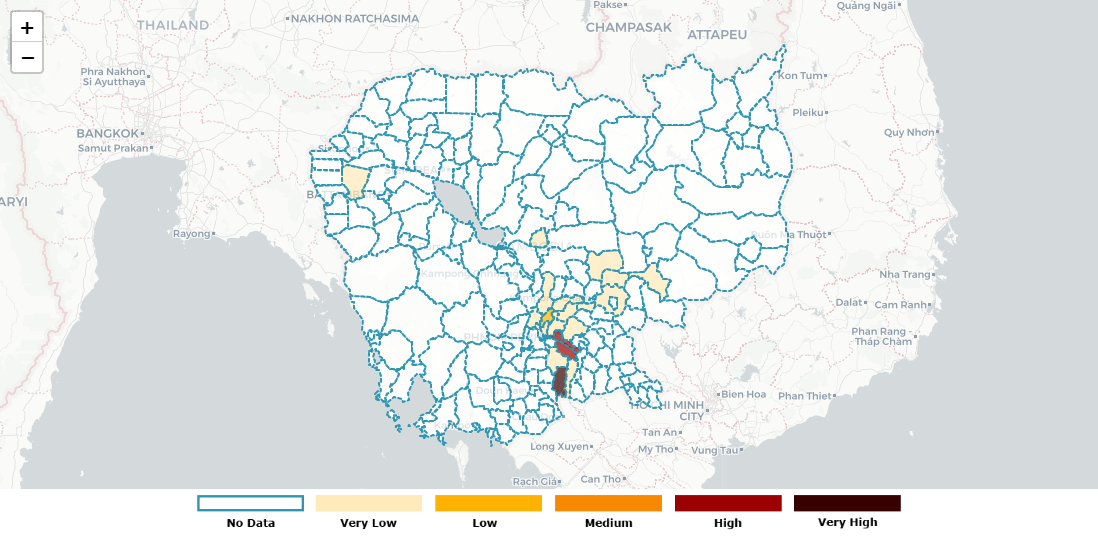 +
−
THAILAND
NAKHON RATCHASIMA
Pakse
Quảng Ngãi
CHAMPASAK
ATTAPEU
Phra Nakhon
Si Ayutthaya
Kon Tum
Pleiku
BANGKOK
Samut Prakan
Quy Nhơn
ARYI
Rayong
Buôn Ma Thuột
Nha Trang
Dalat
Cam Ranh
Phan Rang -
Tháp Chàm
Bien Hoa
Phan Thiet
HO CHI MINH
CITY
Tan An
Long Xuyen
My Tho
Vung Tau
Rạch Giá
Can Tho
No Data
Very Low
Low
Medium
High
Very High